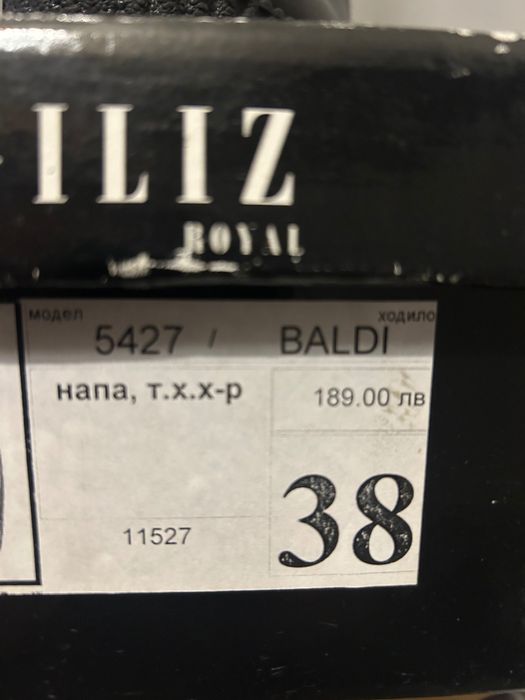 ILIZ
ROYAL
модел ходило
5427 / BALDI
напа, т.х.х-р
189.00 лв
38
11527